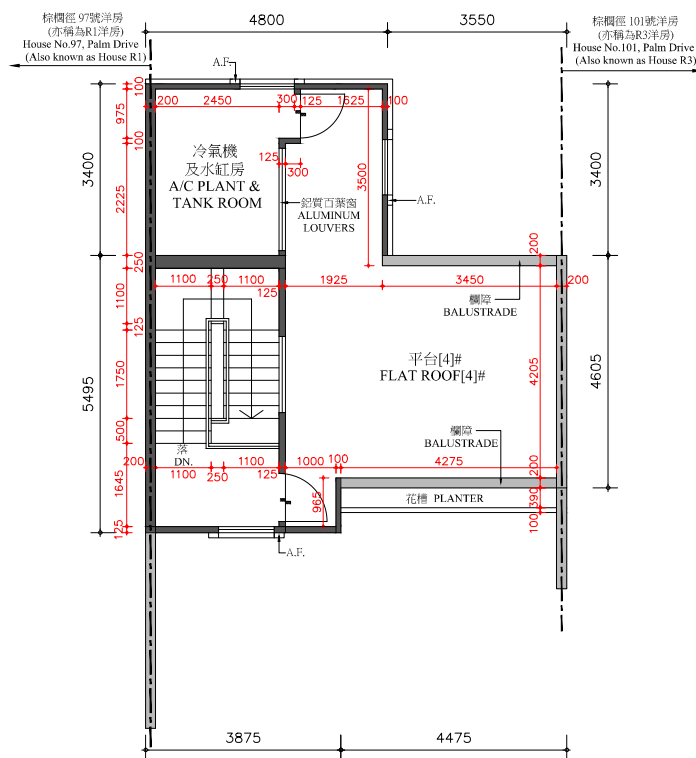 棕櫚徑 97號洋房
(亦稱為R1洋房)
House No.97, Palm Drive
(Also known as House R1)
4800
3550
棕櫚徑 101號洋房
(亦稱為R3洋房)
House No.101, Palm Drive
(Also known as House R3)
A.F.
100
200
2450
300
125
1625
100
975
100
冷氣機
及水缸房
A/C PLANT &
TANK ROOM
125
300
3500
3400
3400
2225
鋁質百葉窗
ALUMINUM
LOUVERS
A.F.
250
200
1100
250
1100
125
1925
3450
200
1100
欄障
BALUSTRADE
125
1750
平台[4]#
FLAT ROOF[4]#
4205
4605
5495
500
欄障
BALUSTRADE
落
DN.
200
1100
250
1100
125
1000
100
4275
200
1645
965
花槽 PLANTER
390
100
125
A.F.
3875
4475